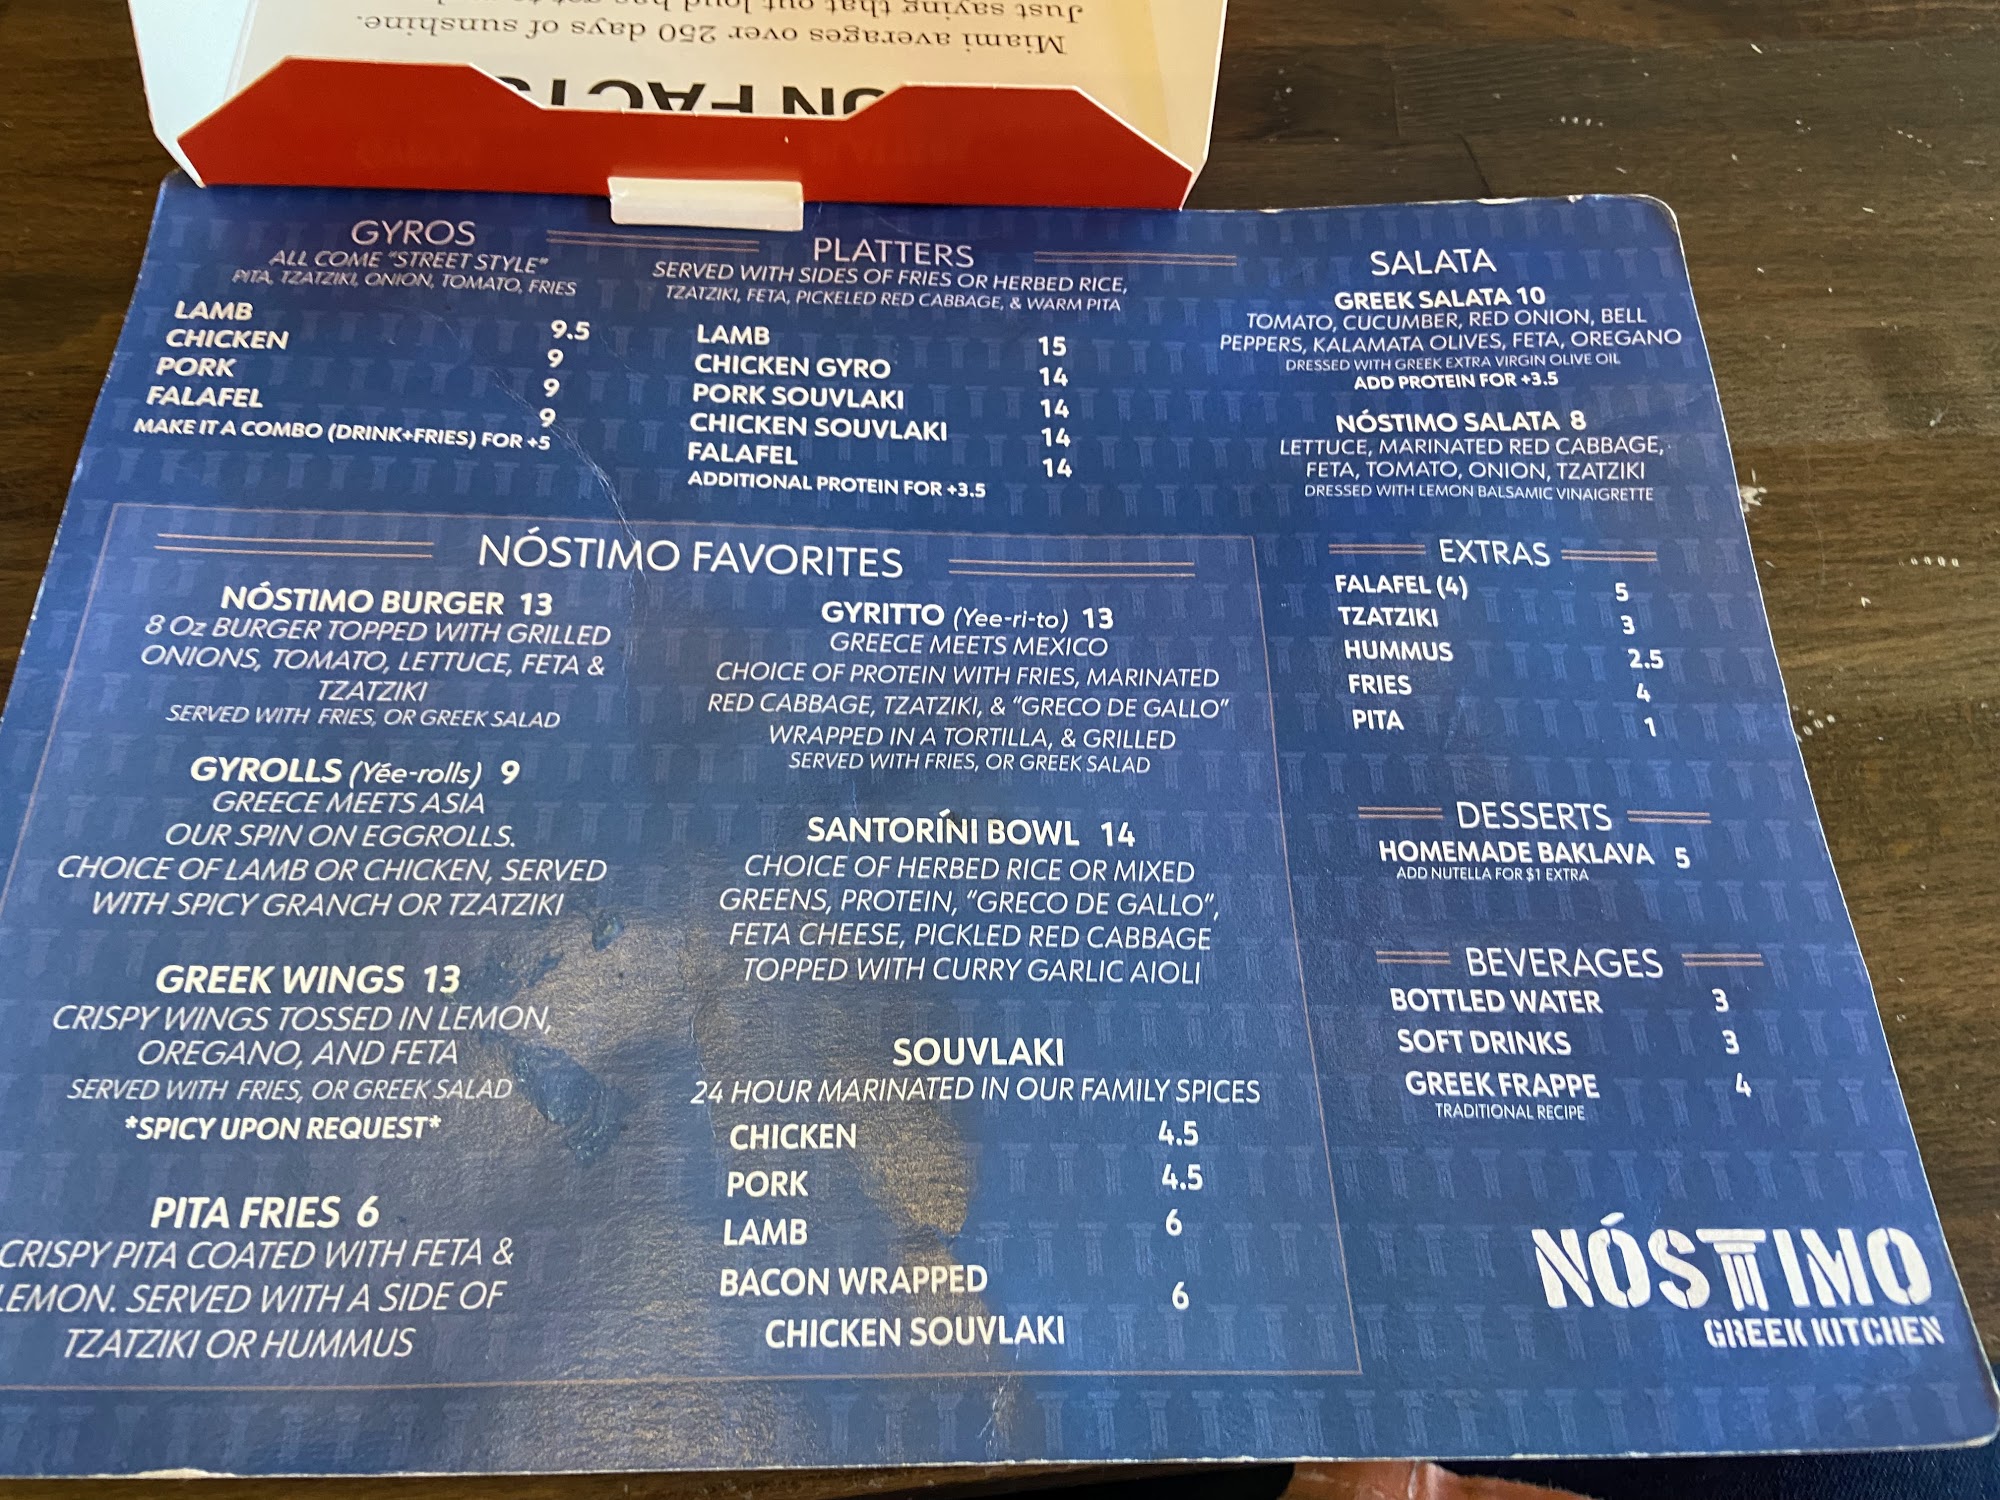 Miami averages over 250 days of sunshine.
GYROS
ALL COME "STREET STYLE"
PITA, TZATZIKI, ONION, TOMATO, FRIES
LAMB 9.5
CHICKEN 9
PORK 9
FALAFEL 9
MAKE IT A COMBO (DRINK+FRIES) FOR +5
PLATTERS
SERVED WITH SIDES OF FRIES OR HERBED RICE,
TZATZIKI, FETA, PICKELED RED CABBAGE, & WARM PITA
LAMB 15
CHICKEN GYRO 14
PORK SOUVLAKI 14
CHICKEN SOUVLAKI 14
FALAFEL 14
ADDITIONAL PROTEIN FOR +3.5
SALATA
GREEK SALATA 10
TOMATO, CUCUMBER, RED ONION, BELL
PEPPERS, KALAMATA OLIVES, FETA, OREGANO
DRESSED WITH GREEK EXTRA VIRGIN OLIVE OIL
ADD PROTEIN FOR +3.5
NÓSTIMO SALATA 8
LETTUCE, MARINATED RED CABBAGE,
FETA, TOMATO, ONION, TZATZIKI
DRESSED WITH LEMON BALSAMIC VINAIGRETTE
NÓSTIMO FAVORITES
NÓSTIMO BURGER 13
8 Oz BURGER TOPPED WITH GRILLED
ONIONS, TOMATO, LETTUCE, FETA &
TZATZIKI
SERVED WITH FRIES, OR GREEK SALAD
GYROLLS (Yée-rolls) 9
GREECE MEETS ASIA
OUR SPIN ON EGGROLLS.
CHOICE OF LAMB OR CHICKEN, SERVED
WITH SPICY GRANCH OR TZATZIKI
GREEK WINGS 13
CRISPY WINGS TOSSED IN LEMON,
OREGANO, AND FETA
SERVED WITH FRIES, OR GREEK SALAD
*SPICY UPON REQUEST*
PITA FRIES 6
CRISPY PITA COATED WITH FETA &
LEMON. SERVED WITH A SIDE OF
TZATZIKI OR HUMMUS
GYRITTO (Yee-ri-to) 13
GREECE MEETS MEXICO
CHOICE OF PROTEIN WITH FRIES, MARINATED
RED CABBAGE, TZATZIKI, & "GRECO DE GALLO"
WRAPPED IN A TORTILLA, & GRILLED
SERVED WITH FRIES, OR GREEK SALAD
SANTORÍNI BOWL 14
CHOICE OF HERBED RICE OR MIXED
GREENS, PROTEIN, "GRECO DE GALLO",
FETA CHEESE, PICKLED RED CABBAGE
TOPPED WITH CURRY GARLIC AIOLI
SOUVLAKI
24 HOUR MARINATED IN OUR FAMILY SPICES
CHICKEN 4.5
PORK 4.5
LAMB 6
BACON WRAPPED 6
CHICKEN SOUVLAKI
EXTRAS
FALAFEL (4) 5
TZATZIKI 3
HUMMUS 2.5
FRIES 4
PITA 1
DESSERTS
HOMEMADE BAKLAVA 5
ADD NUTELLA FOR $1 EXTRA
BEVERAGES
BOTTLED WATER 3
SOFT DRINKS 3
GREEK FRAPPE 4
TRADITIONAL RECIPE
NÓSTIMO
GREEK KITCHEN